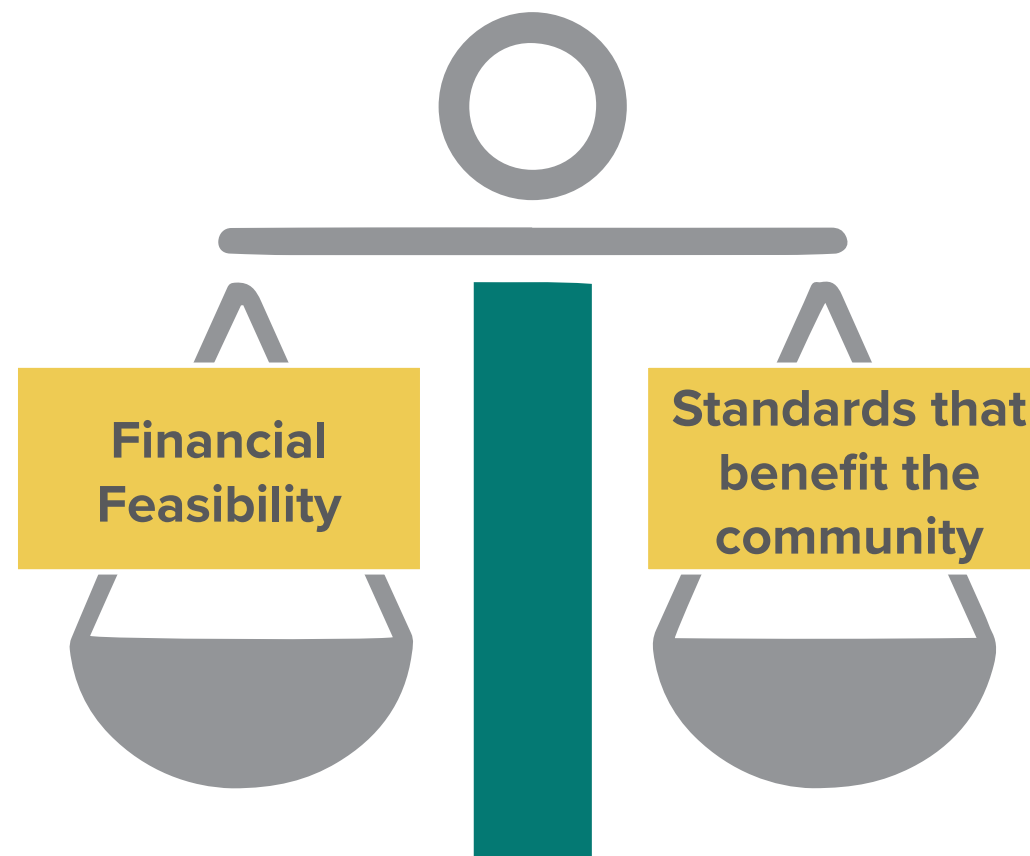 Financial
Feasibility
Standards that
benefit the
community